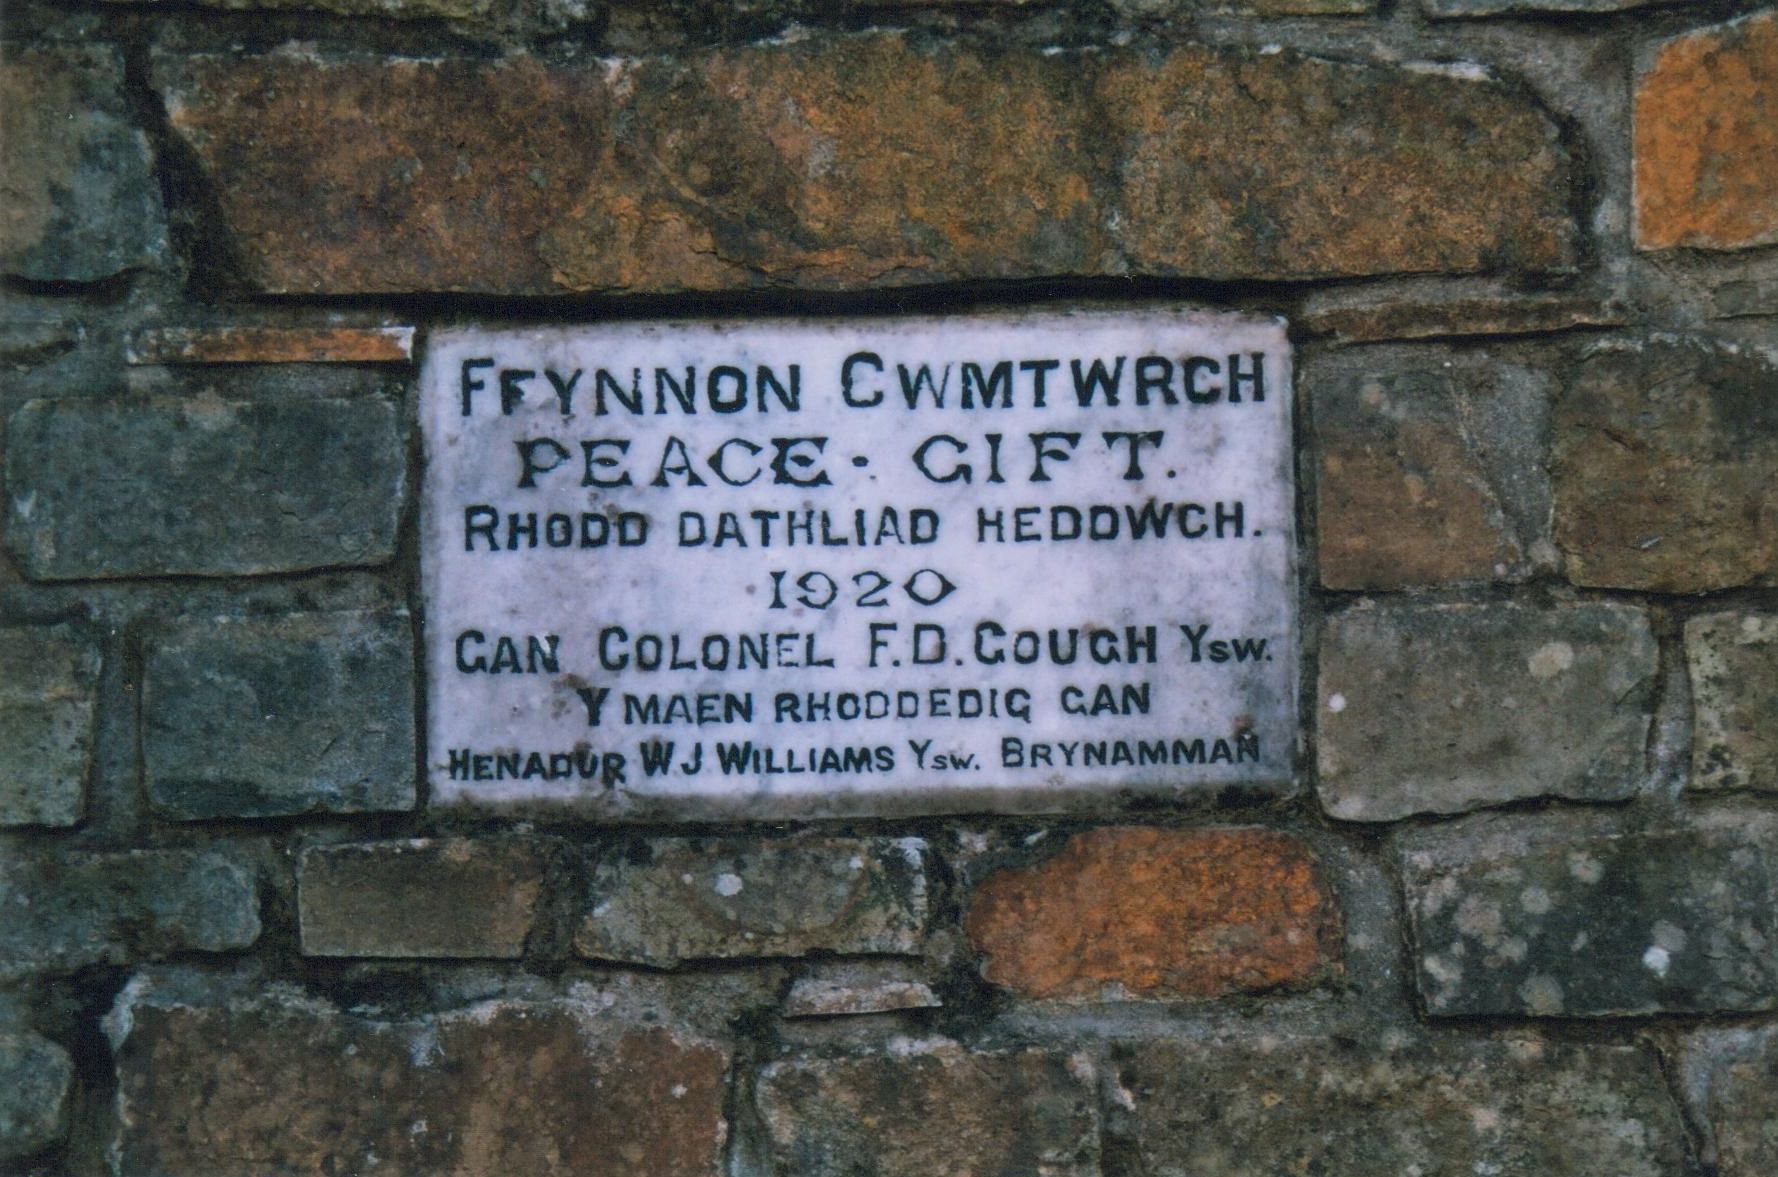 FFYNNON CWMTWRCH
PEACE · GIFT.
RHODD DATHLIAD HEDDWCH.
1920
GAN COLONEL F.D. GOUGH YSW.
Y MAEN RHODDEDIG GAN
HENADUR W J WILLIAMS YSW. BRYNAMMAN